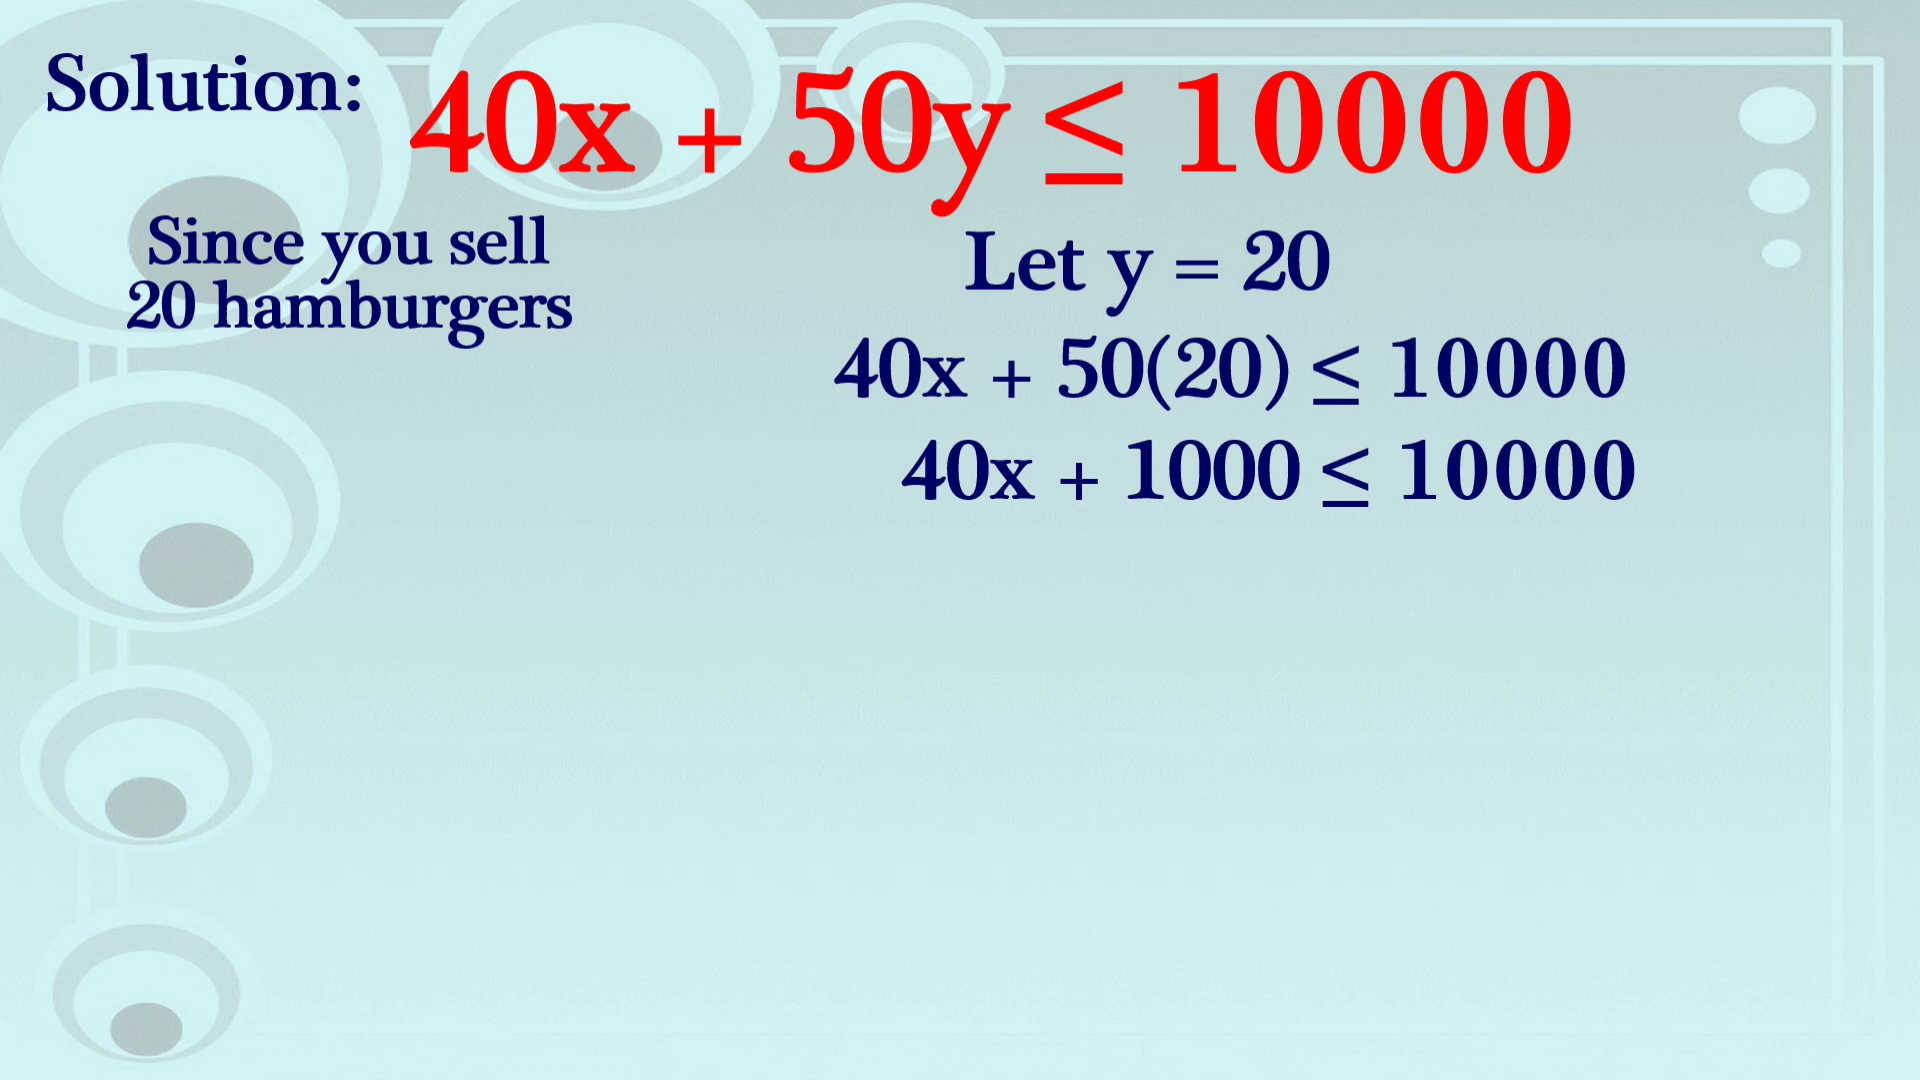 Solution:
40x + 50y ≤ 10000
Since you sell
20 hamburgers
Let y = 20
40x + 50(20) ≤ 10000
40x + 1000 ≤ 10000